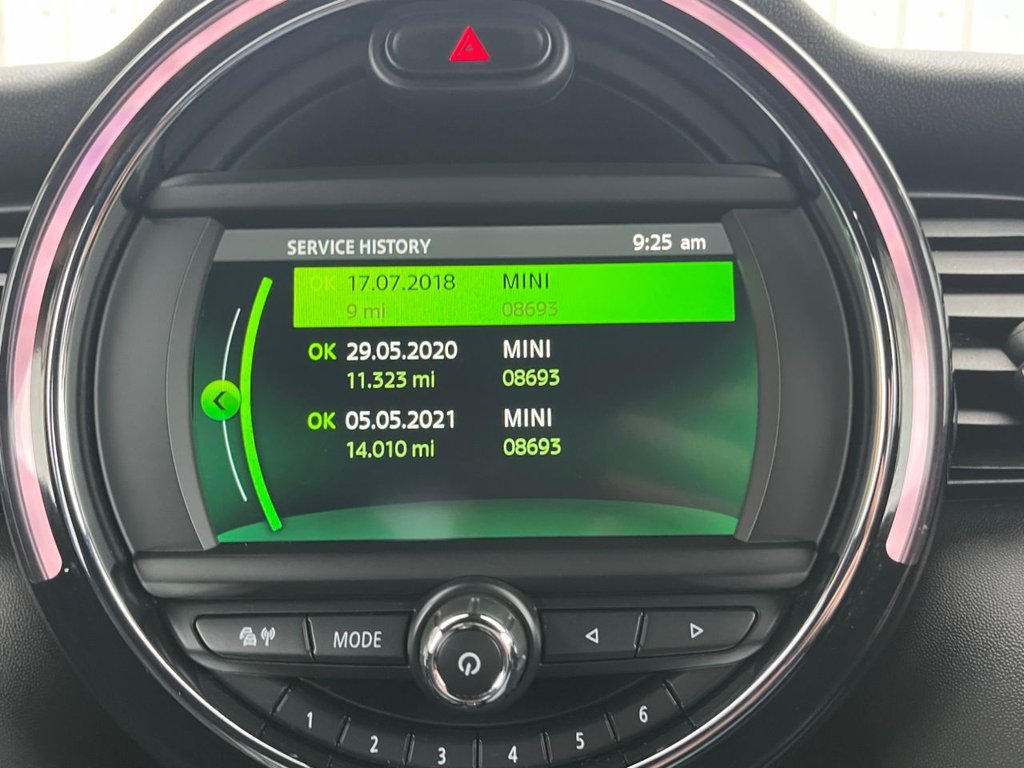 SERVICE HISTORY 9:25 am
OK 17.07.2018 MINI
9 mi 08693
OK 29.05.2020 MINI
11.323 mi 08693
OK 05.05.2021 MINI
14.010 mi 08693
MODE
1 2 3 4 5 6